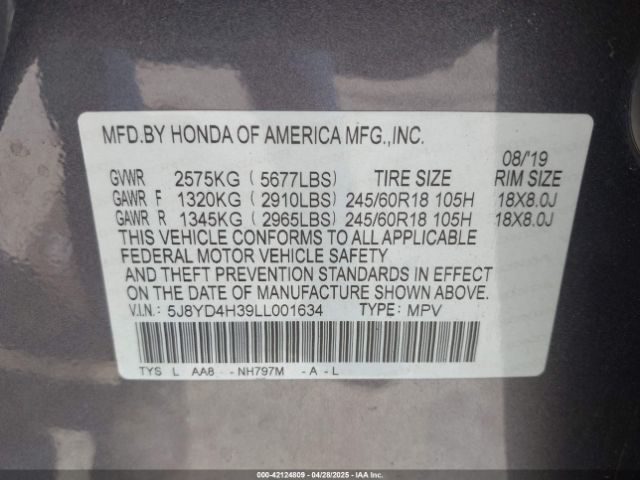 MFD.BY HONDA OF AMERICA MFG.,INC.
08/'19
GVWR 2575KG ( 5677LBS) TIRE SIZE RIM SIZE
GAWR F 1320KG ( 2910LBS) 245/60R18 105H 18X8.0J
GAWR R 1345KG ( 2965LBS) 245/60R18 105H 18X8.0J
THIS VEHICLE CONFORMS TO ALL APPLICABLE
FEDERAL MOTOR VEHICLE SAFETY
AND THEFT PREVENTION STANDARDS IN EFFECT
ON THE DATE OF MANUFACTURE SHOWN ABOVE.
V.I.N.: 5J8YD4H39LL001634 TYPE: MPV
TYS L AA8 - NH797M - A - L
000-42124809 04/28/2025 IAA Inc.